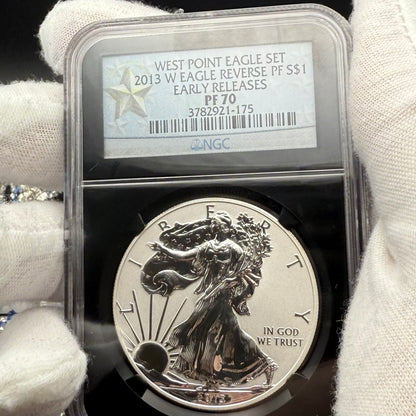 WEST POINT EAGLE SET
2013 W EAGLE REVERSE PF S$1
EARLY RELEASES
PF 70
3782921-175
NGC
LIBERTY
IN GOD
WE TRUST
2013